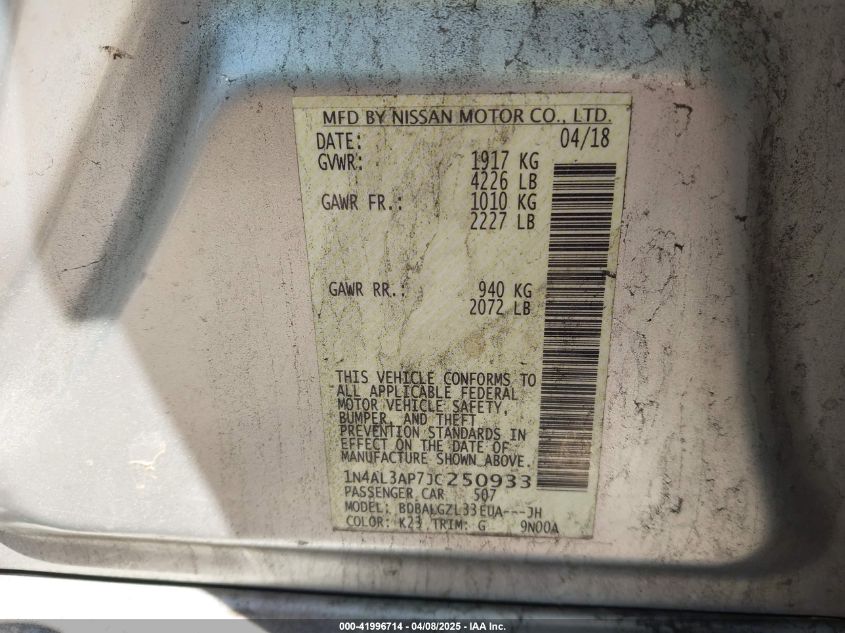 MFD BY NISSAN MOTOR CO., LTD.
DATE: 04/18
GVWR: 1917 KG
4226 LB
GAWR FR.: 1010 KG
2227 LB
GAWR RR.: 940 KG
2072 LB
THIS VEHICLE CONFORMS TO
ALL APPLICABLE FEDERAL
MOTOR VEHICLE SAFETY,
BUMPER, AND THEFT
PREVENTION STANDARDS IN
EFFECT ON THE DATE OF
MANUFACTURE SHOWN ABOVE.
1N4AL3AP7JC250933
PASSENGER CAR 507
MODEL: BDBALGZL33EUA---JH
COLOR: K23 TRIM: G 9N00A
000-41996714 - 04/08/2025 - IAA Inc.